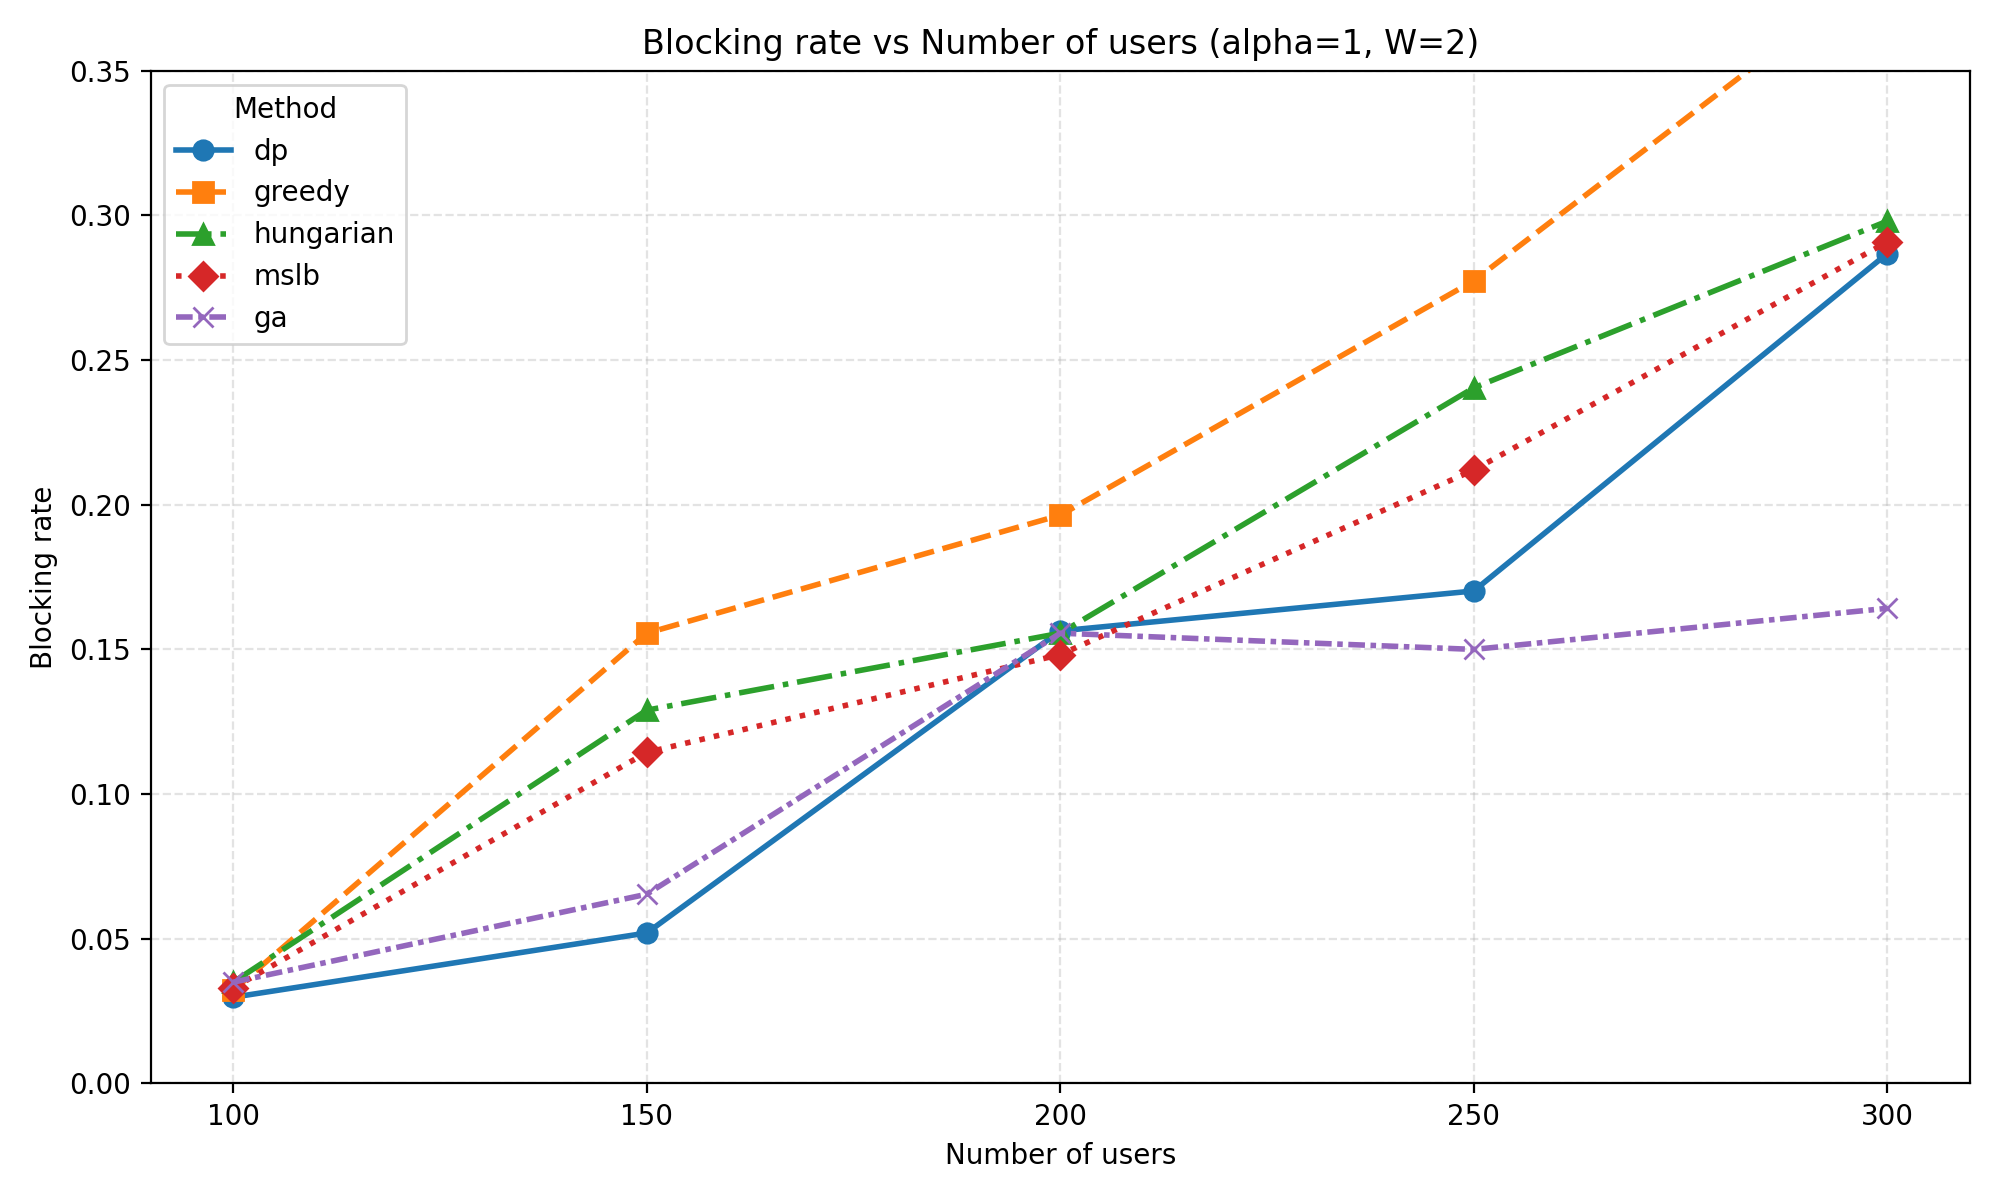 Blocking rate vs Number of users (alpha=1, W=2)
0.35
0.30
0.25
0.20
0.15
0.10
0.05
0.00
Blocking rate
Method
dp
greedy
hungarian
mslb
ga
100 150 200 250 300
Number of users